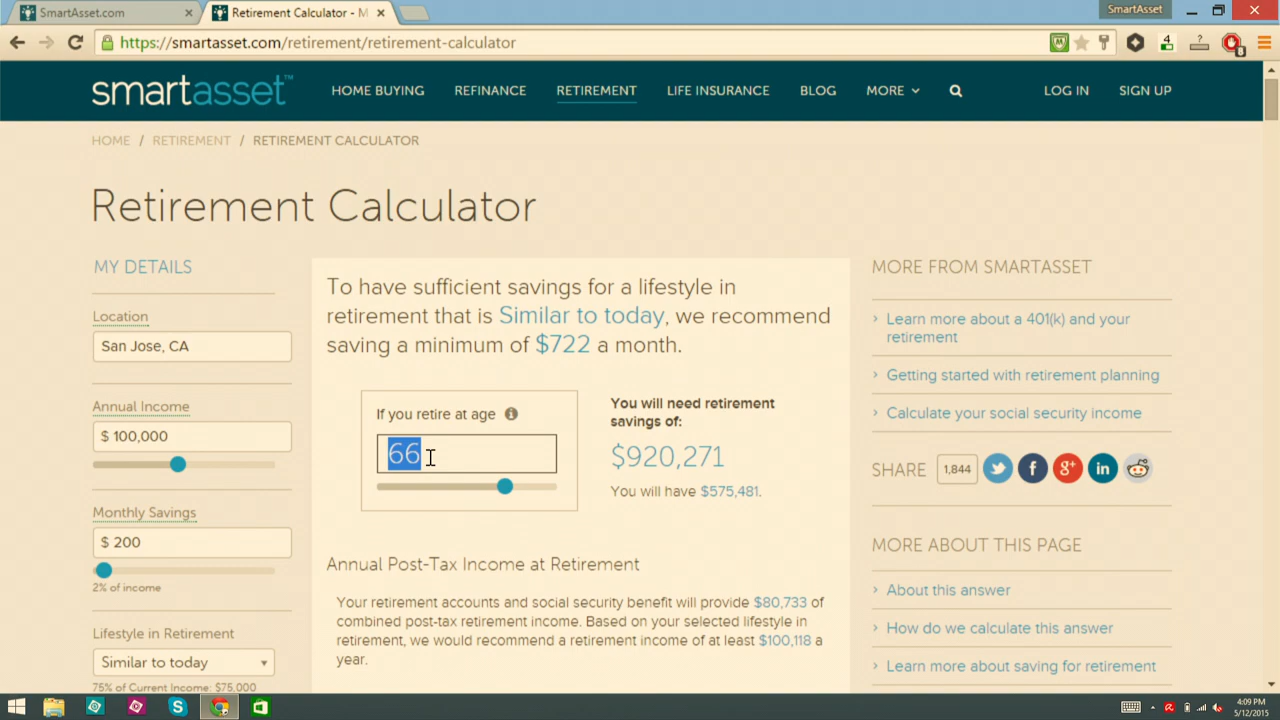 SmartAsset.com
Retirement Calculator - M
SmartAsset
https://smartasset.com/retirement/retirement-calculator
4
?
8
smartasset™
HOME BUYING
REFINANCE
RETIREMENT
LIFE INSURANCE
BLOG
MORE
LOG IN
SIGN UP
HOME / RETIREMENT / RETIREMENT CALCULATOR
Retirement Calculator
MY DETAILS
Location
San Jose, CA
Annual Income
$ 100,000
Monthly Savings
$ 200
2% of income
Lifestyle in Retirement
Similar to today
75% of Current Income: $75,000
To have sufficient savings for a lifestyle in
retirement that is Similar to today, we recommend
saving a minimum of $722 a month.
If you retire at age
66
You will need retirement
savings of:
$920,271
You will have $575,481.
Annual Post-Tax Income at Retirement
Your retirement accounts and social security benefit will provide $80,733 of
combined post-tax retirement income. Based on your selected lifestyle in
retirement, we would recommend a retirement income of at least $100,118 a
year.
MORE FROM SMARTASSET
Learn more about a 401(k) and your
retirement
Getting started with retirement planning
Calculate your social security income
SHARE 1,844
MORE ABOUT THIS PAGE
About this answer
How do we calculate this answer
Learn more about saving for retirement
4:09 PM
5/12/2015